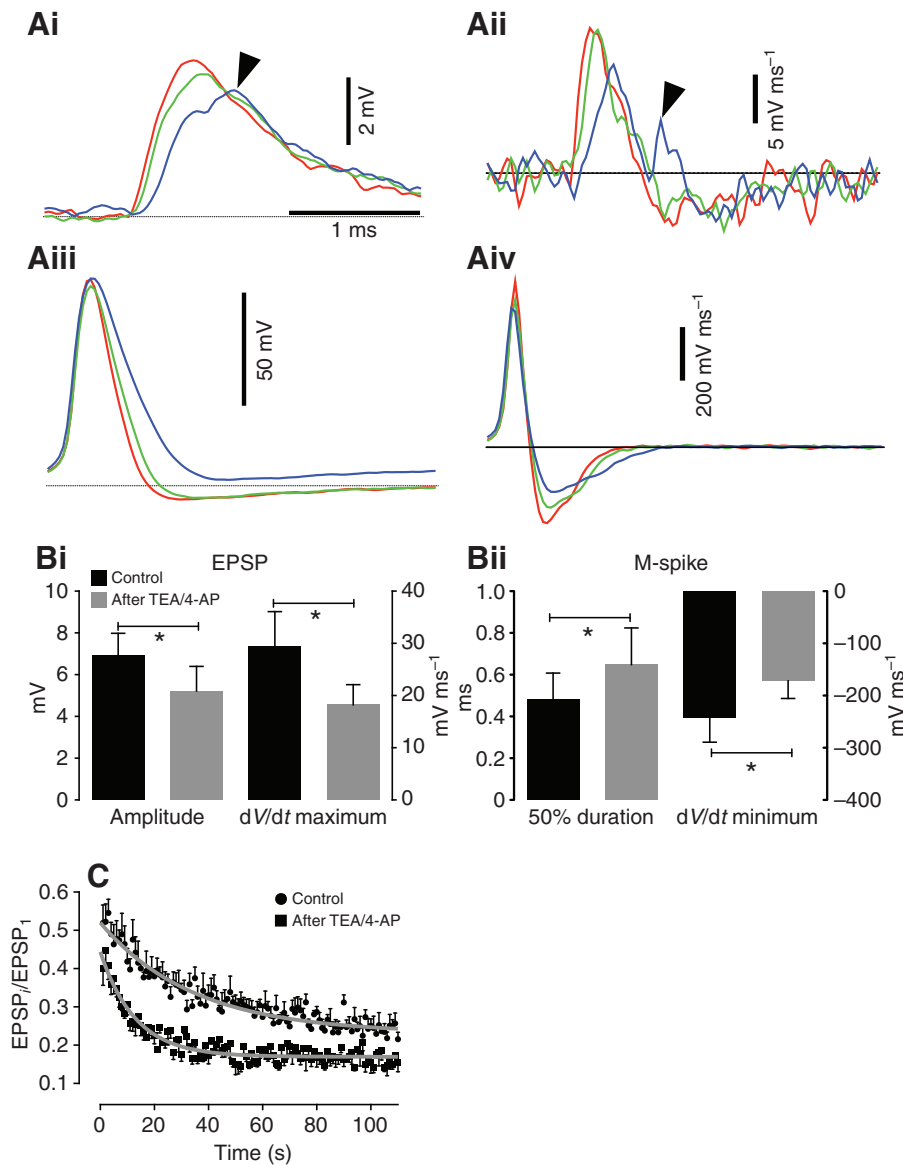 Ai
2 mV
1 ms
Aii
5 mV ms−1
Aiii
50 mV
Aiv
200 mV ms−1
Bi
EPSP
Control
After TEA/4-AP
10
8
6
4
2
0
mV
*
*
40
30
20
10
0
mV ms−1
Amplitude
dV/dt maximum
Bii
M-spike
1.0
0.8
0.6
0.4
0.2
0
ms
*
*
0
−100
−200
−300
−400
mV ms−1
50% duration
dV/dt minimum
C
Control
After TEA/4-AP
0.6
0.5
0.4
0.3
0.2
0.1
EPSPi/EPSP1
0
20
40
60
80
100
Time (s)